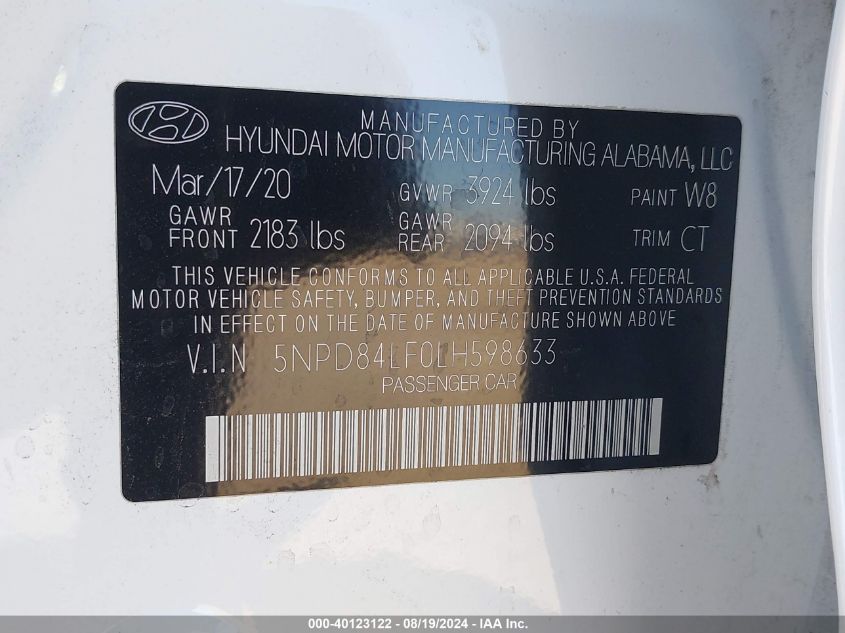 MANUFACTURED BY
HYUNDAI MOTOR MANUFACTURING ALABAMA, LLC
Mar/17/20 GVWR 3924 lbs PAINT W8
GAWR FRONT 2183 lbs GAWR REAR 2094 lbs TRIM CT
THIS VEHICLE CONFORMS TO ALL APPLICABLE U.S.A. FEDERAL
MOTOR VEHICLE SAFETY, BUMPER, AND THEFT PREVENTION STANDARDS
IN EFFECT ON THE DATE OF MANUFACTURE SHOWN ABOVE
V.I.N 5NPD84LF0LH598633
PASSENGER CAR
000-40123122 - 08/19/2024 - IAA Inc.